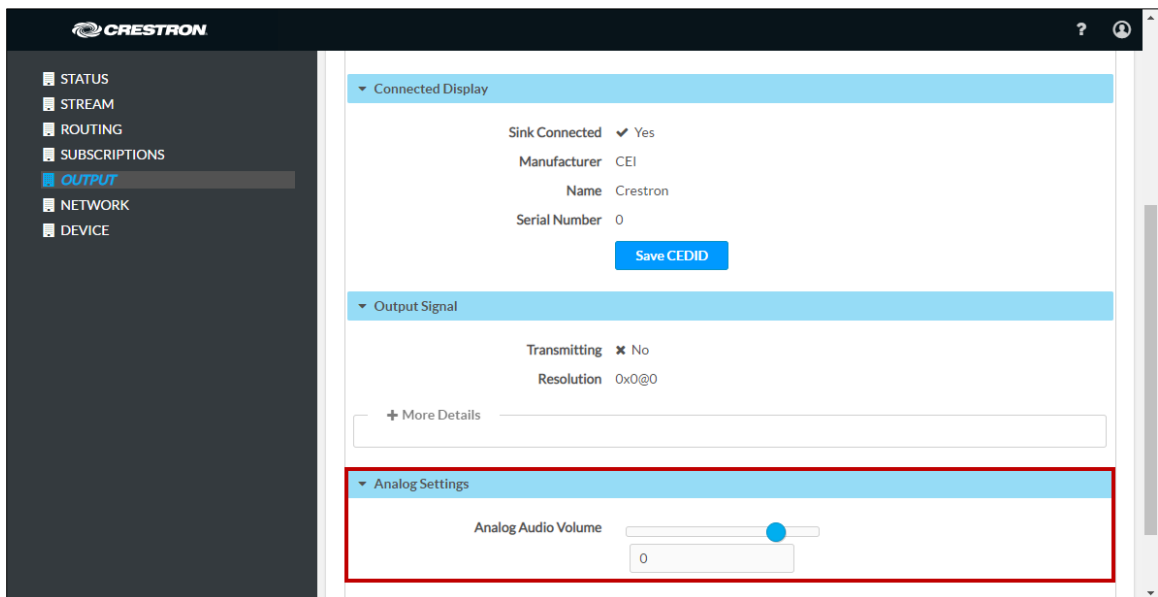 CRESTRON
?
STATUS
STREAM
ROUTING
SUBSCRIPTIONS
OUTPUT
NETWORK
DEVICE
Connected Display
Sink Connected Yes
Manufacturer CEI
Name Crestron
Serial Number 0
Save CEDID
Output Signal
Transmitting No
Resolution 0x0@0
+ More Details
Analog Settings
Analog Audio Volume
0